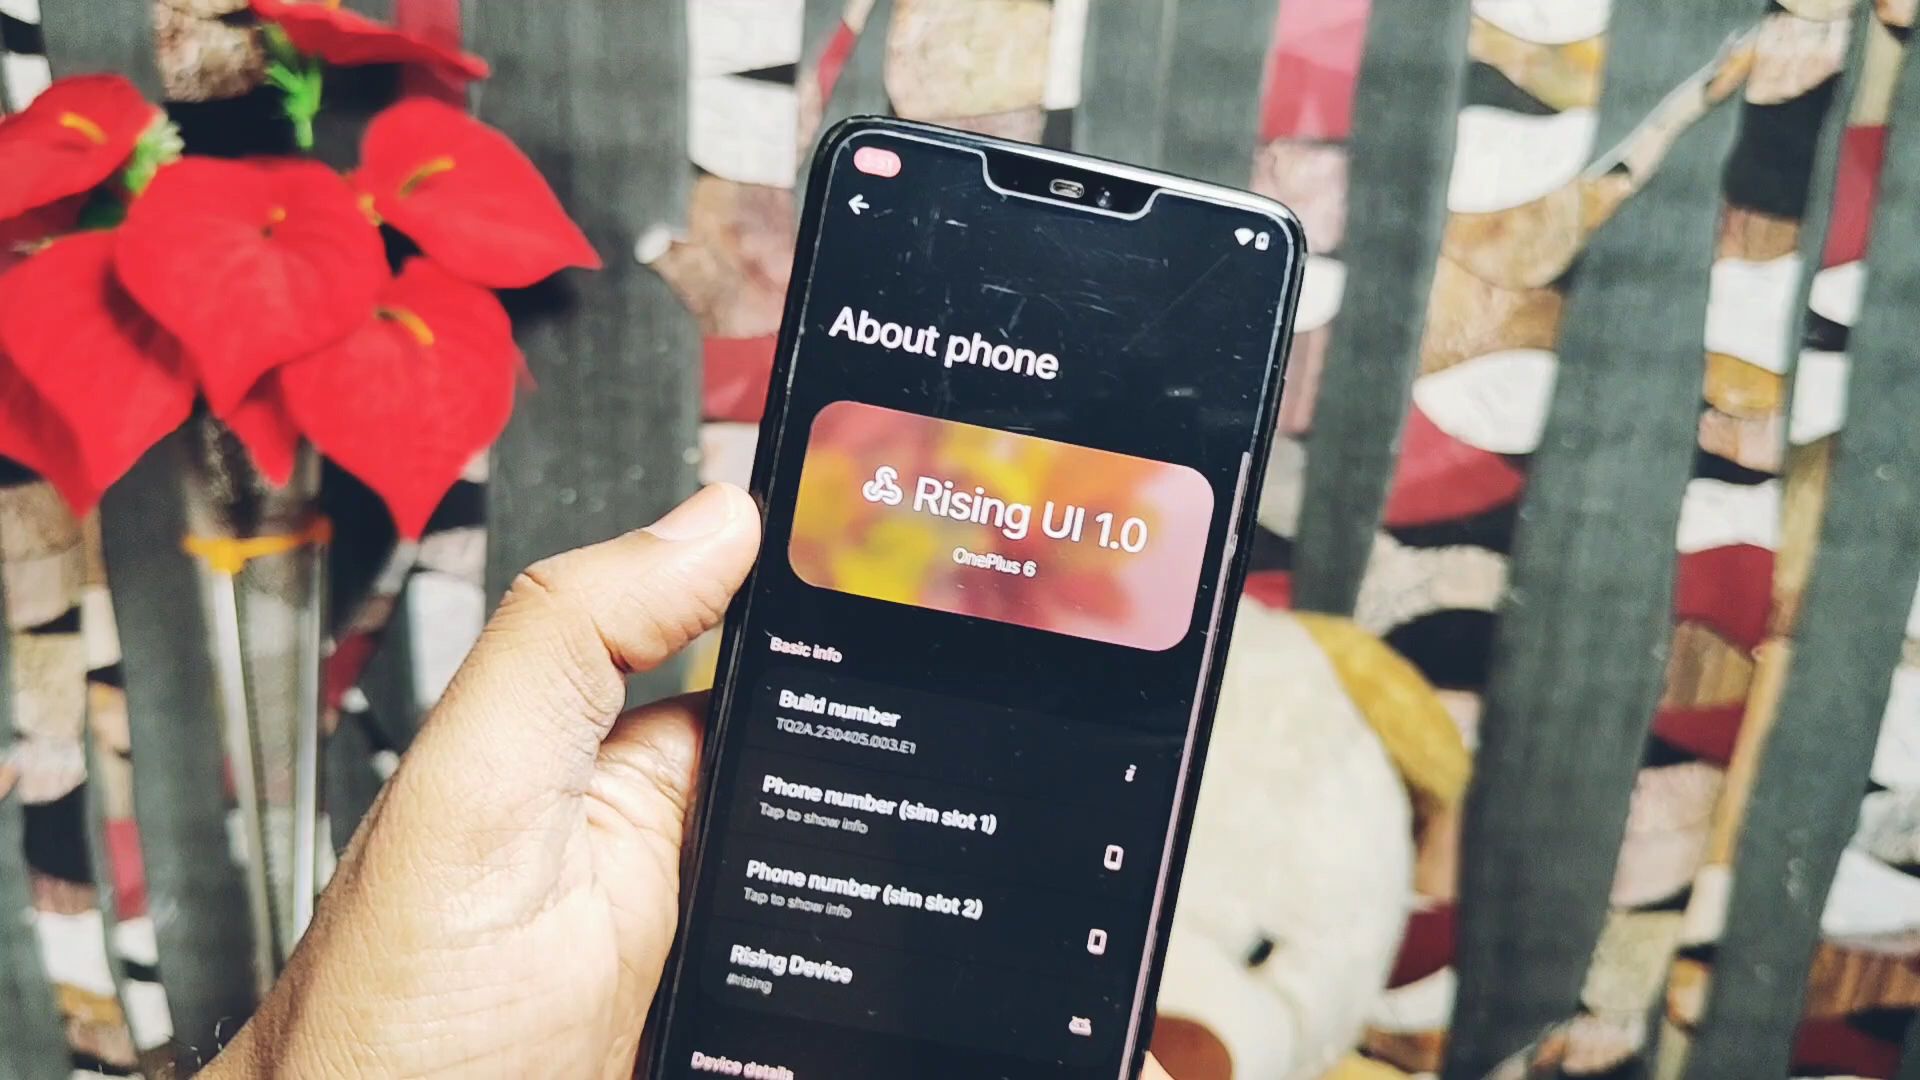 3:51
About phone
Rising UI 1.0
OnePlus 6
Basic info
Build number
TQ2A.230405.003.E1
Phone number (sim slot 1)
Tap to show info
Phone number (sim slot 2)
Tap to show info
Rising Device
#rising
Device details